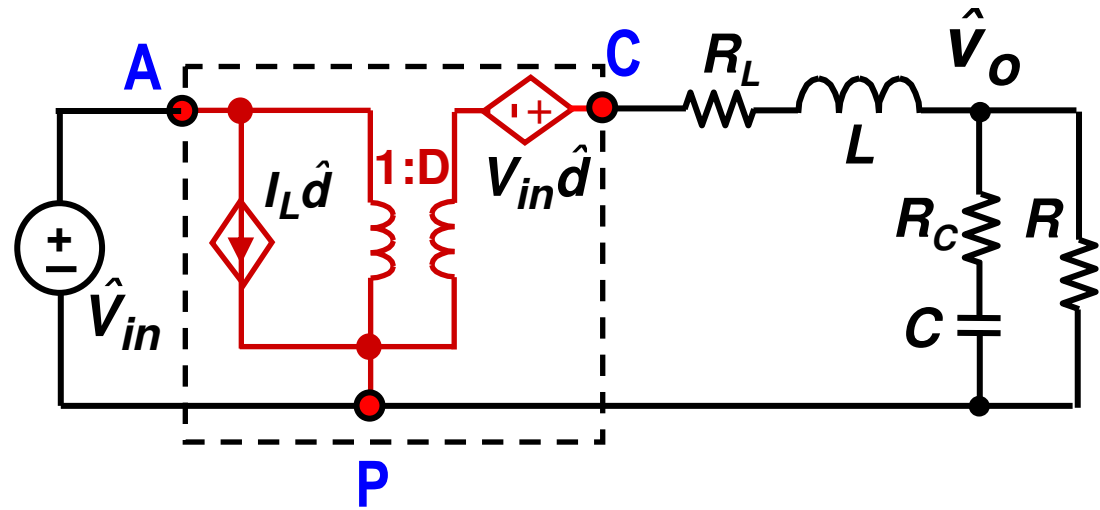 A
C
R_L
v̂_o
1:D
- +
L
I_L d̂
V_in d̂
R_C
R
+
−
V̂_in
C
P